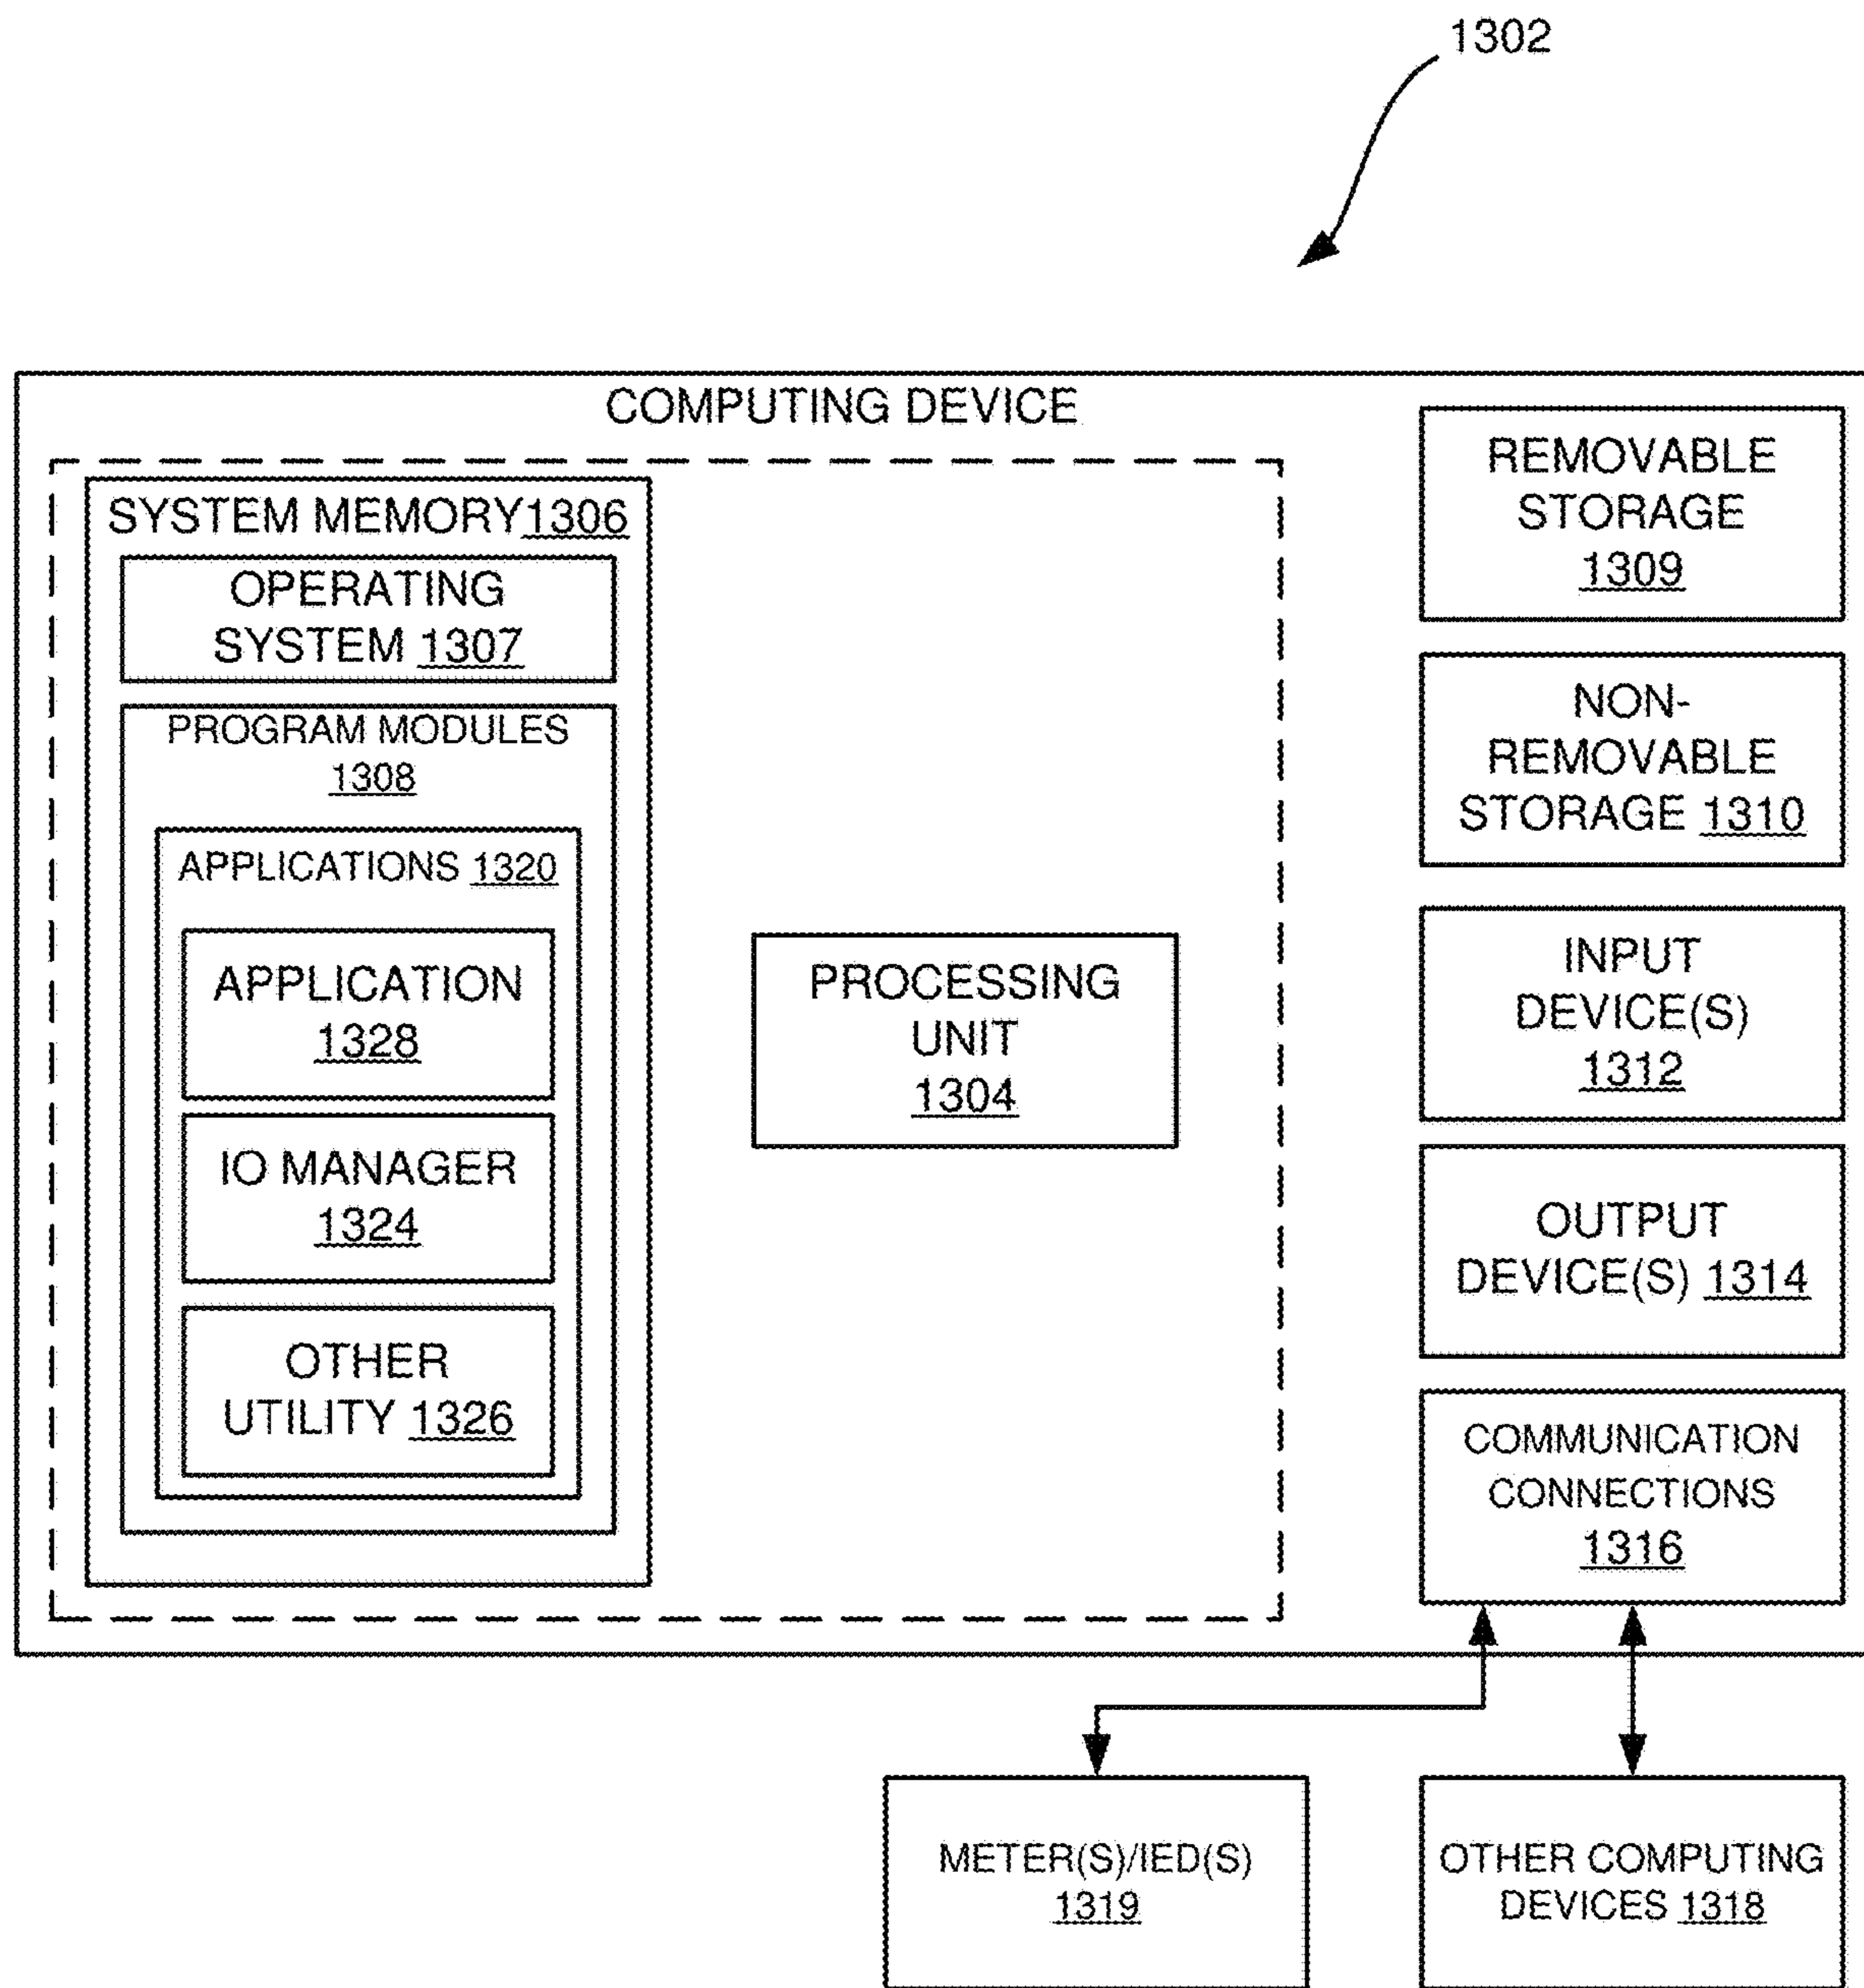 1302
COMPUTING DEVICE
SYSTEM MEMORY1306
OPERATING
SYSTEM 1307
PROGRAM MODULES
1308
APPLICATIONS 1320
APPLICATION
1328
IO MANAGER
1324
OTHER
UTILITY 1326
PROCESSING
UNIT
1304
REMOVABLE
STORAGE
1309
NON-
REMOVABLE
STORAGE 1310
INPUT
DEVICE(S)
1312
OUTPUT
DEVICE(S) 1314
COMMUNICATION
CONNECTIONS
1316
METER(S)/IED(S)
1319
OTHER COMPUTING
DEVICES 1318